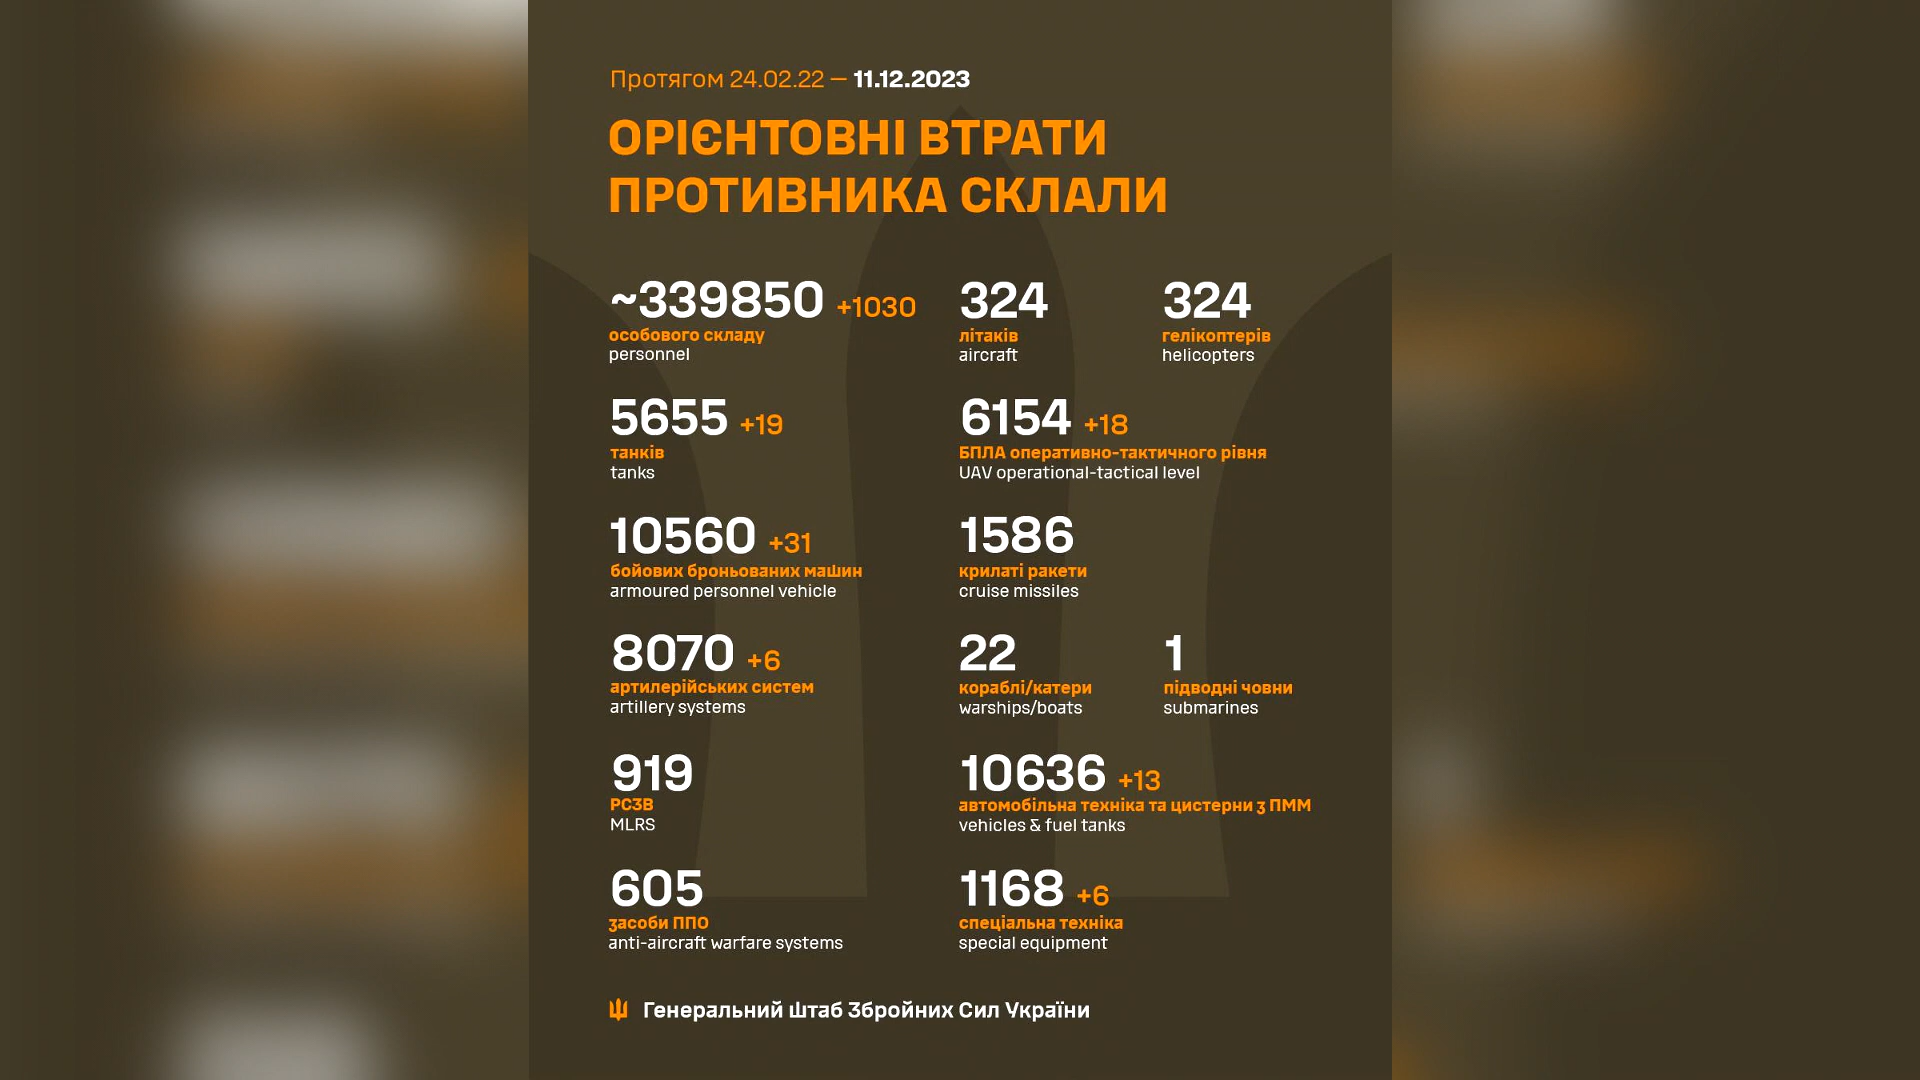 Протягом 24.02.22 — 11.12.2023
ОРІЄНТОВНІ ВТРАТИ
ПРОТИВНИКА СКЛАЛИ
~339850 +1030
особового складу
personnel
324
літаків
aircraft
324
гелікоптерів
helicopters
5655 +19
танків
tanks
6154 +18
БПЛА оперативно-тактичного рівня
UAV operational-tactical level
10560 +31
бойових броньованих машин
armoured personnel vehicle
1586
крилаті ракети
cruise missiles
8070 +6
артилерійських систем
artillery systems
22
кораблі/катери
warships/boats
1
підводні човни
submarines
919
РСЗВ
MLRS
10636 +13
автомобільна техніка та цистерни з ПММ
vehicles & fuel tanks
605
засоби ППО
anti-aircraft warfare systems
1168 +6
спеціальна техніка
special equipment
Генеральний штаб Збройних Сил України